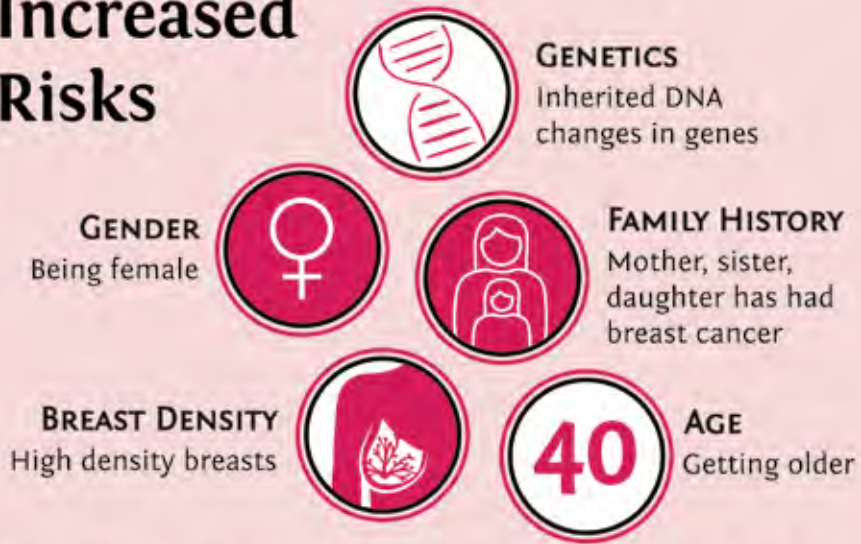 Increased
Risks
GENETICS
Inherited DNA
changes in genes
GENDER
Being female
FAMILY HISTORY
Mother, sister,
daughter has had
breast cancer
BREAST DENSITY
High density breasts
40
AGE
Getting older